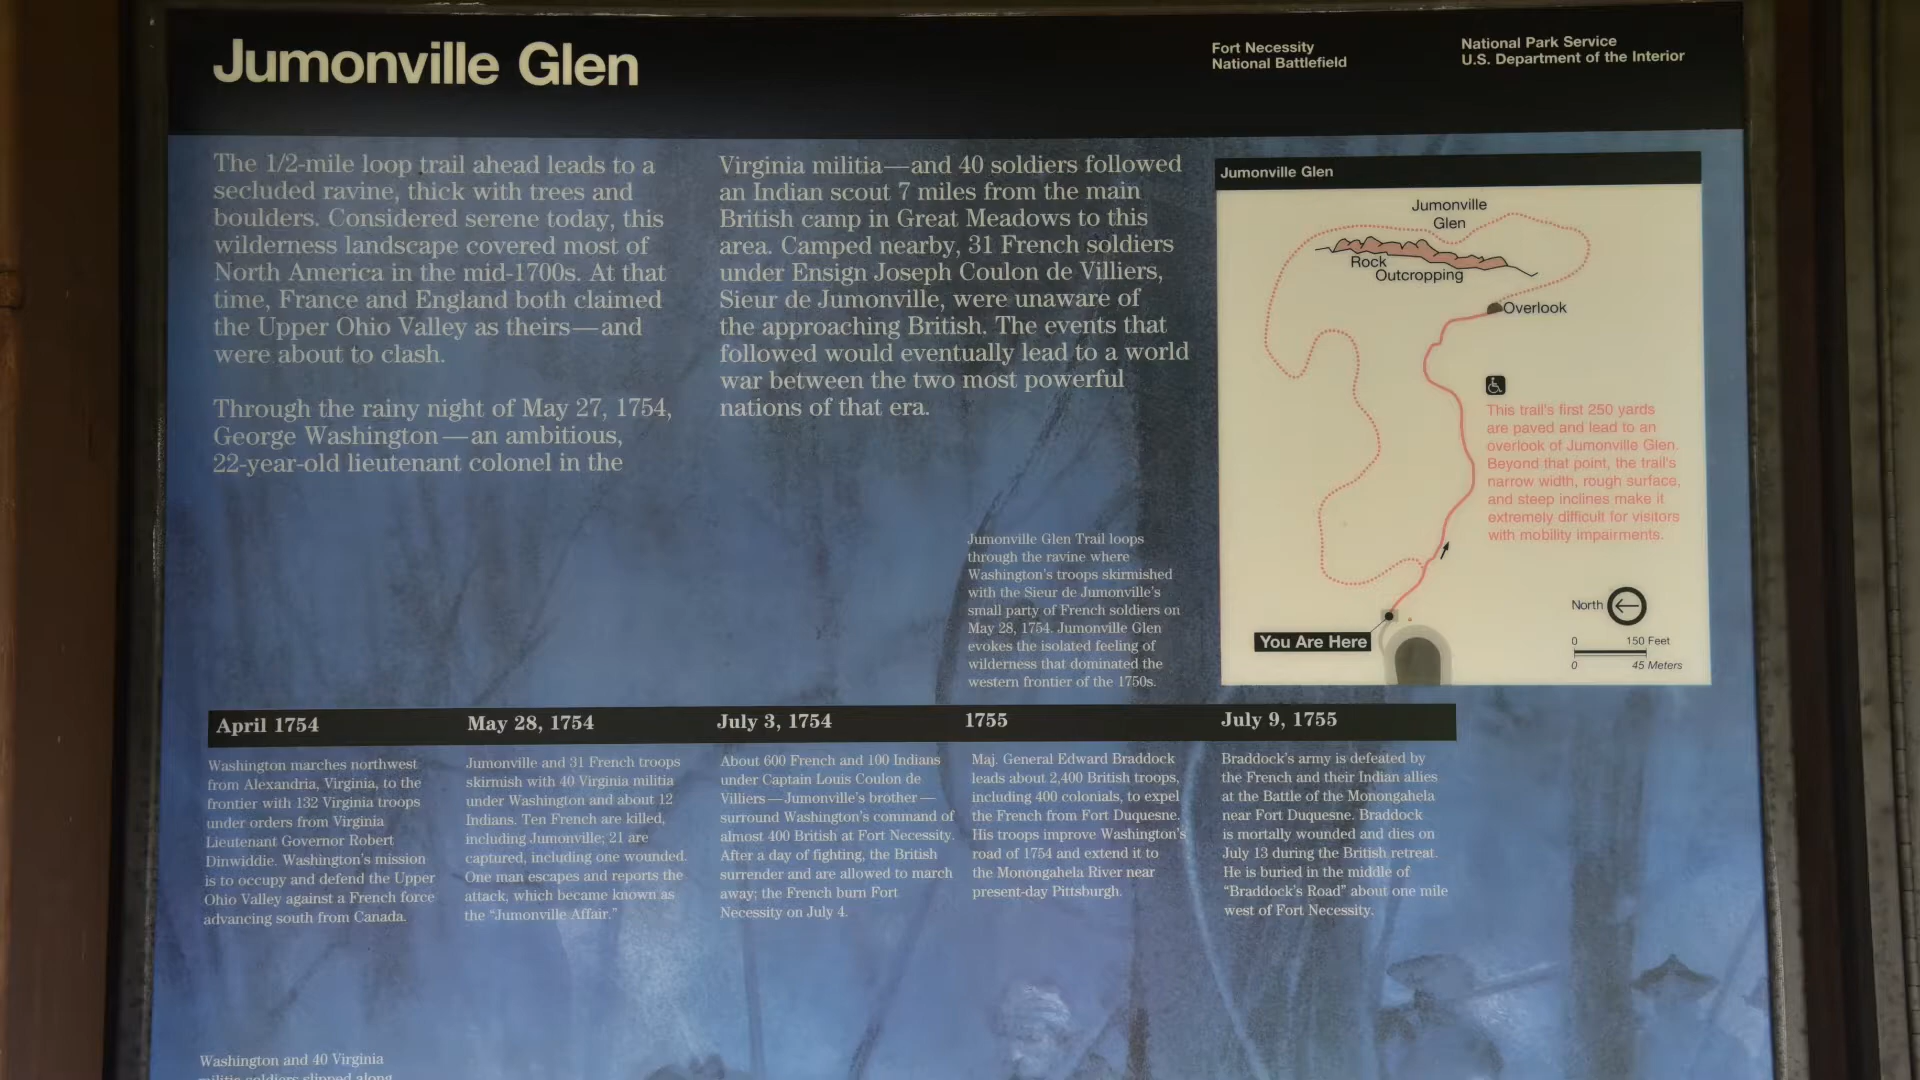 Jumonville Glen
Fort Necessity
National Battlefield
National Park Service
U.S. Department of the Interior
The 1/2-mile loop trail ahead leads to a
secluded ravine, thick with trees and
boulders. Considered serene today, this
wilderness landscape covered most of
North America in the mid-1700s. At that
time, France and England both claimed
the Upper Ohio Valley as theirs—and
were about to clash.
Through the rainy night of May 27, 1754,
George Washington—an ambitious,
22-year-old lieutenant colonel in the
Virginia militia—and 40 soldiers followed
an Indian scout 7 miles from the main
British camp in Great Meadows to this
area. Camped nearby, 31 French soldiers
under Ensign Joseph Coulon de Villiers,
Sieur de Jumonville, were unaware of
the approaching British. The events that
followed would eventually lead to a world
war between the two most powerful
nations of that era.
Jumonville Glen Trail loops
through the ravine where
Washington's troops skirmished
with the Sieur de Jumonville's
small party of French soldiers on
May 28, 1754. Jumonville Glen
evokes the isolated feeling of
wilderness that dominated the
western frontier of the 1750s.
Jumonville Glen
Jumonville
Glen
Rock
Outcropping
Overlook
This trail's first 250 yards
are paved and lead to an
overlook of Jumonville Glen.
Beyond that point, the trail's
narrow width, rough surface,
and steep inclines make it
extremely difficult for visitors
with mobility impairments.
North
You Are Here
0 150 Feet
0 45 Meters
April 1754
Washington marches northwest
from Alexandria, Virginia, to the
frontier with 132 Virginia troops
under orders from Virginia
Lieutenant Governor Robert
Dinwiddie. Washington's mission
is to occupy and defend the Upper
Ohio Valley against a French force
advancing south from Canada.
May 28, 1754
Jumonville and 31 French troops
skirmish with 40 Virginia militia
under Washington and about 12
Indians. Ten French are killed,
including Jumonville; 21 are
captured, including one wounded.
One man escapes and reports the
attack, which became known as
the "Jumonville Affair."
July 3, 1754
About 600 French and 100 Indians
under Captain Louis Coulon de
Villiers—Jumonville's brother—
surround Washington's command of
almost 400 British at Fort Necessity.
After a day of fighting, the British
surrender and are allowed to march
away; the French burn Fort
Necessity on July 4.
1755
Maj. General Edward Braddock
leads about 2,400 British troops,
including 400 colonials, to expel
the French from Fort Duquesne.
His troops improve Washington's
road of 1754 and extend it to
the Monongahela River near
present-day Pittsburgh.
July 9, 1755
Braddock's army is defeated by
the French and their Indian allies
at the Battle of the Monongahela
near Fort Duquesne. Braddock
is mortally wounded and dies on
July 13 during the British retreat.
He is buried in the middle of
"Braddock's Road" about one mile
west of Fort Necessity.
Washington and 40 Virginia
militia soldiers slipped along